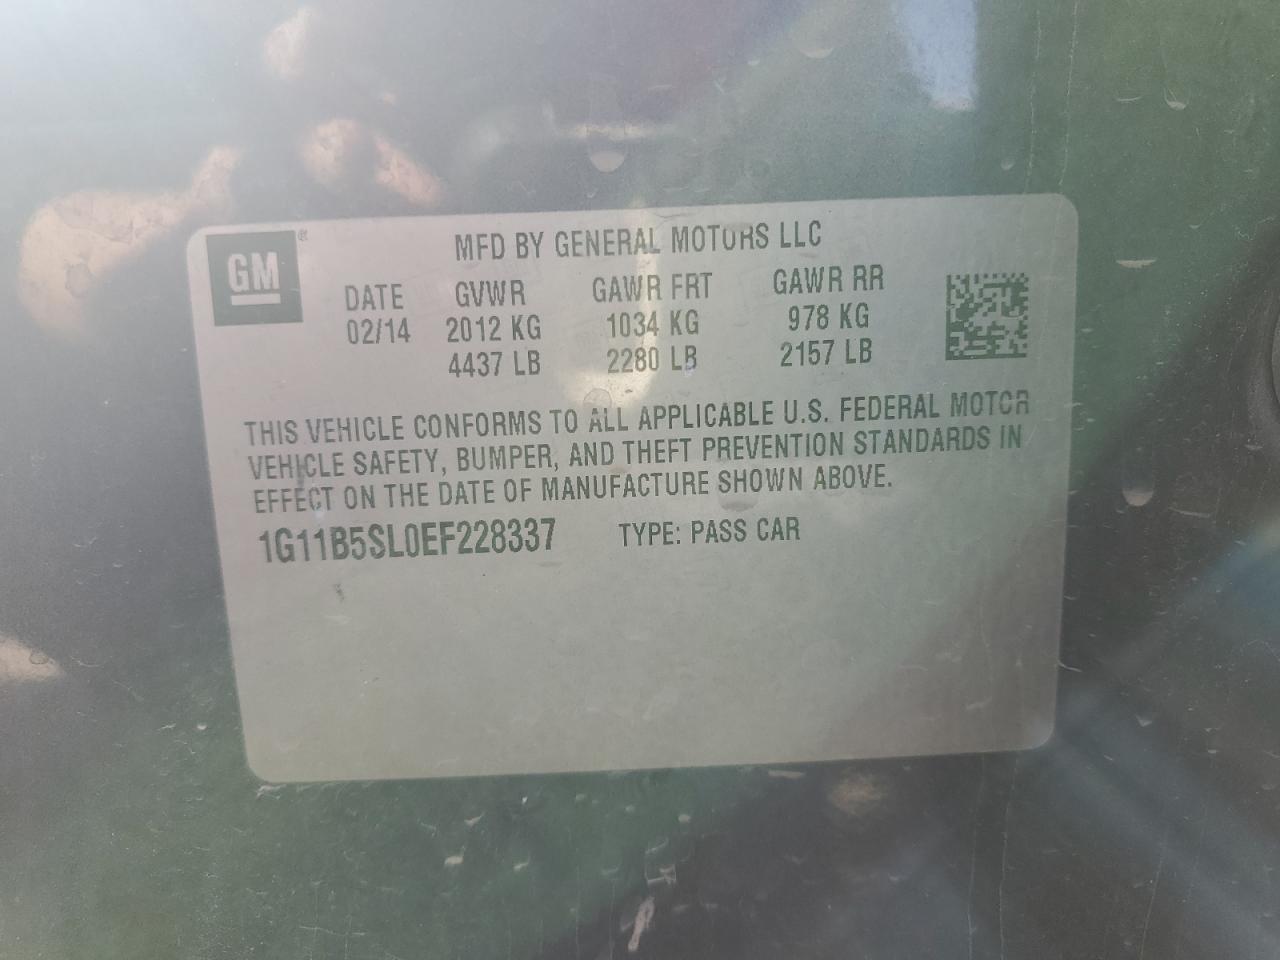 GM ®
MFD BY GENERAL MOTORS LLC
DATE GVWR GAWR FRT GAWR RR
02/14 2012 KG 1034 KG 978 KG
4437 LB 2280 LB 2157 LB
THIS VEHICLE CONFORMS TO ALL APPLICABLE U.S. FEDERAL MOTOR
VEHICLE SAFETY, BUMPER, AND THEFT PREVENTION STANDARDS IN
EFFECT ON THE DATE OF MANUFACTURE SHOWN ABOVE.
1G11B5SL0EF228337 TYPE: PASS CAR